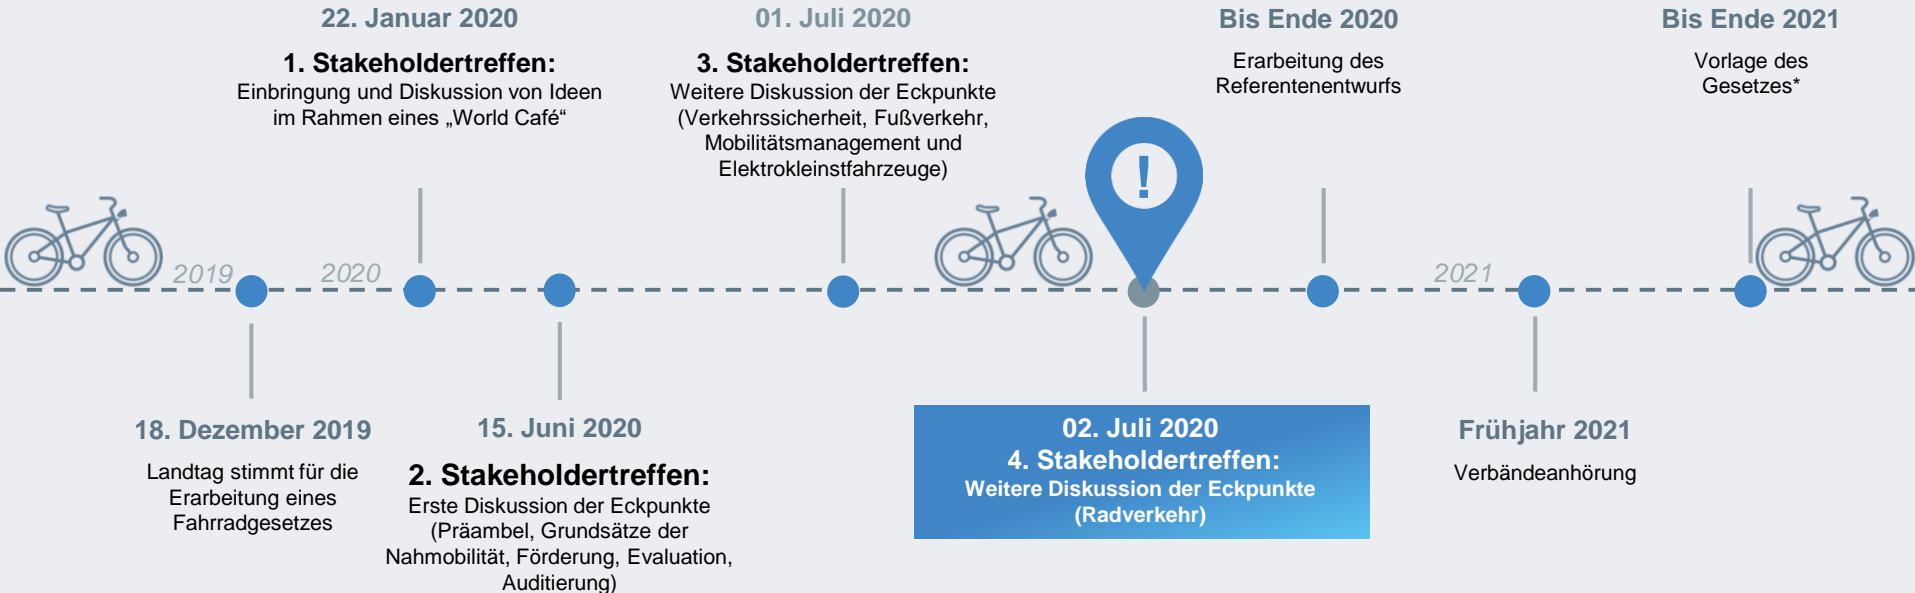 22. Januar 2020
1. Stakeholdertreffen:
Einbringung und Diskussion von Ideen
im Rahmen eines „World Café“
01. Juli 2020
3. Stakeholdertreffen:
Weitere Diskussion der Eckpunkte
(Verkehrssicherheit, Fußverkehr,
Mobilitätsmanagement und
Elektrokleinstfahrzeuge)
Bis Ende 2020
Erarbeitung des
Referentenentwurfs
Bis Ende 2021
Vorlage des
Gesetzes*
!
2019
2020
2021
18. Dezember 2019
Landtag stimmt für die
Erarbeitung eines
Fahrradgesetzes
15. Juni 2020
2. Stakeholdertreffen:
Erste Diskussion der Eckpunkte
(Präambel, Grundsätze der
Nahmobilität, Förderung, Evaluation,
Auditierung)
02. Juli 2020
4. Stakeholdertreffen:
Weitere Diskussion der Eckpunkte
(Radverkehr)
Frühjahr 2021
Verbändeanhörung